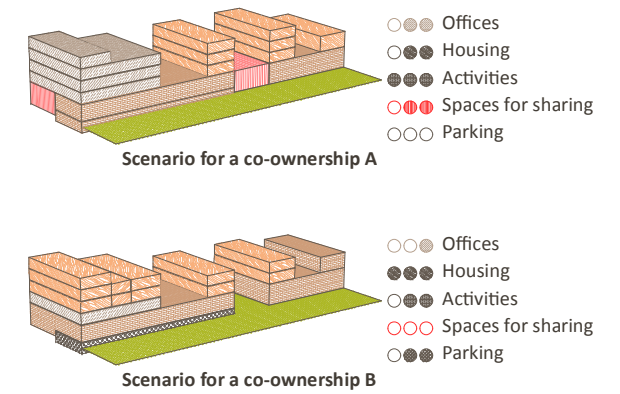 Offices
Housing
Activities
Spaces for sharing
Parking
Scenario for a co-ownership A
Offices
Housing
Activities
Spaces for sharing
Parking
Scenario for a co-ownership B